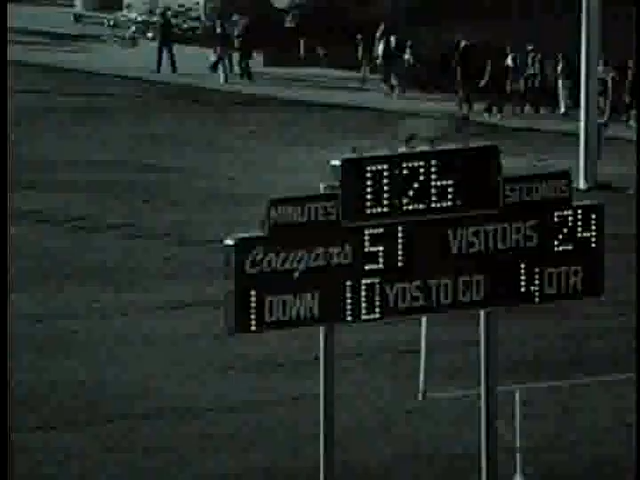 MINUTES 0:26 SECONDS
Cougars 51 VISITORS 24
1 DOWN 10 YDS.TO GO 4 QTR